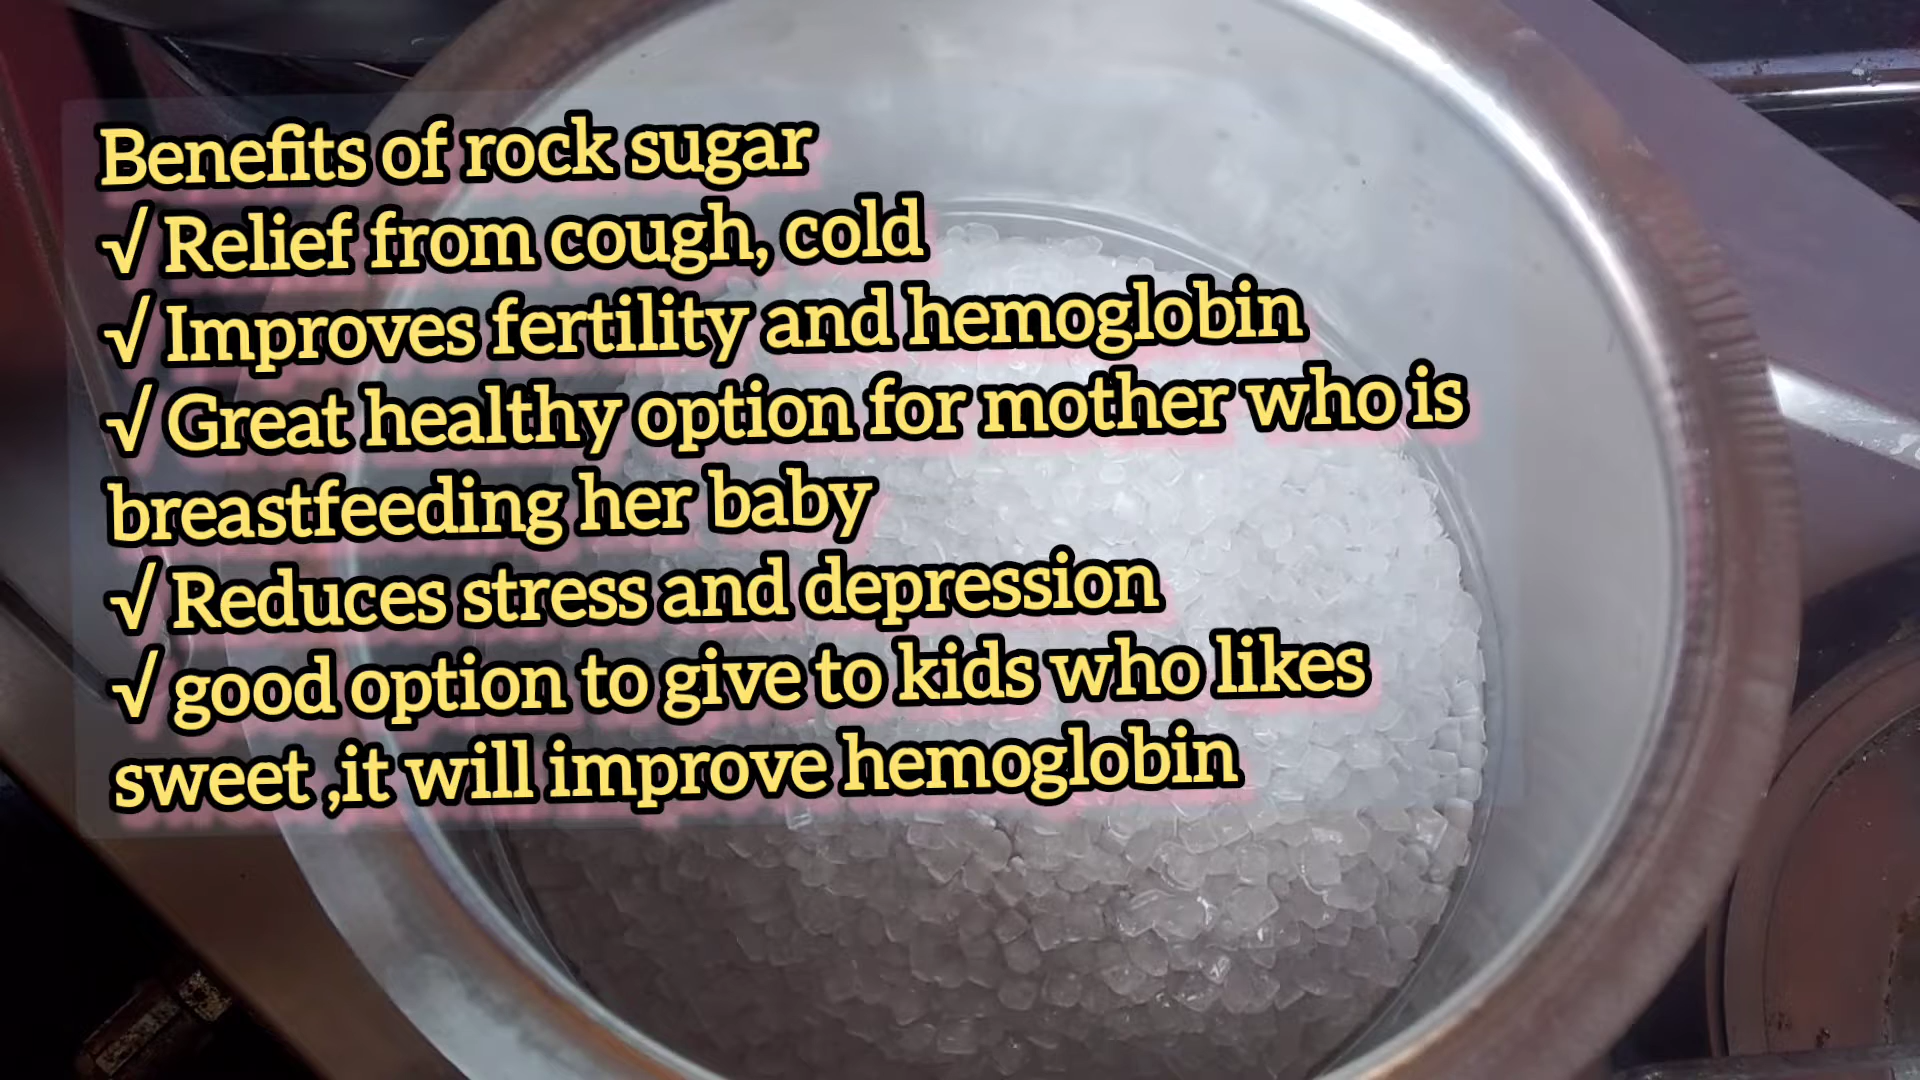 Benefits of rock sugar
√ Relief from cough, cold
√ Improves fertility and hemoglobin
√ Great healthy option for mother who is
breastfeeding her baby
√ Reduces stress and depression
√ good option to give to kids who likes
sweet ,it will improve hemoglobin